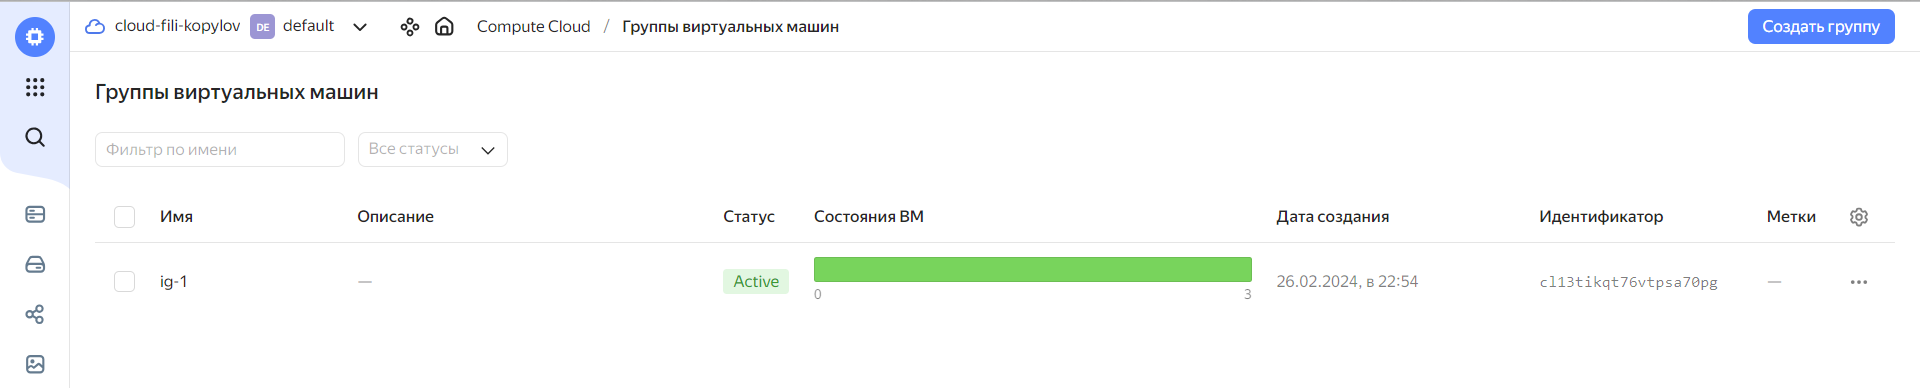 cloud-fili-kopylov DE default Compute Cloud / Группы виртуальных машин Создать группу
Группы виртуальных машин
Фильтр по имени Все статусы
Имя Описание Статус Состояния ВМ Дата создания Идентификатор Метки
ig-1 — Active 26.02.2024, в 22:54 cl13tikqt76vtpsa70pg —
0 3